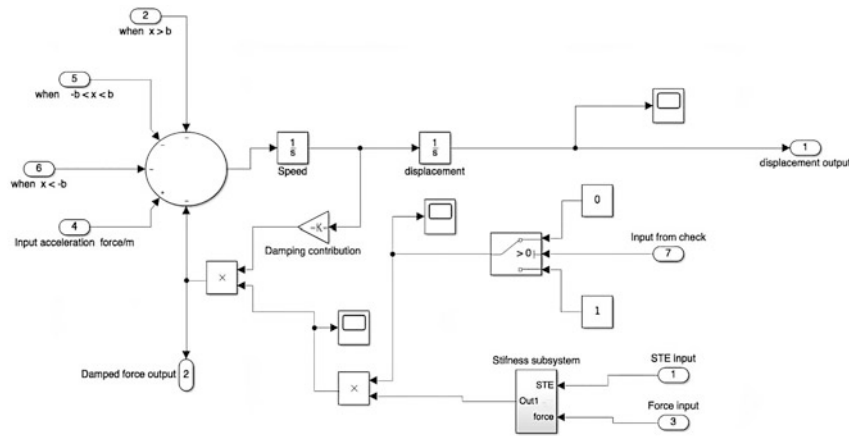 2
when x > b
5
when -b < x < b
6
when x < -b
4
Input acceleration force/m
1
s
Speed
1
s
displacement
1
displacement output
-K-
Damping contribution
×
Damped force output
2
×
> 0
0
Input from check
7
1
Stifness subsystem
STE
Out1
force
STE input
1
Force input
3